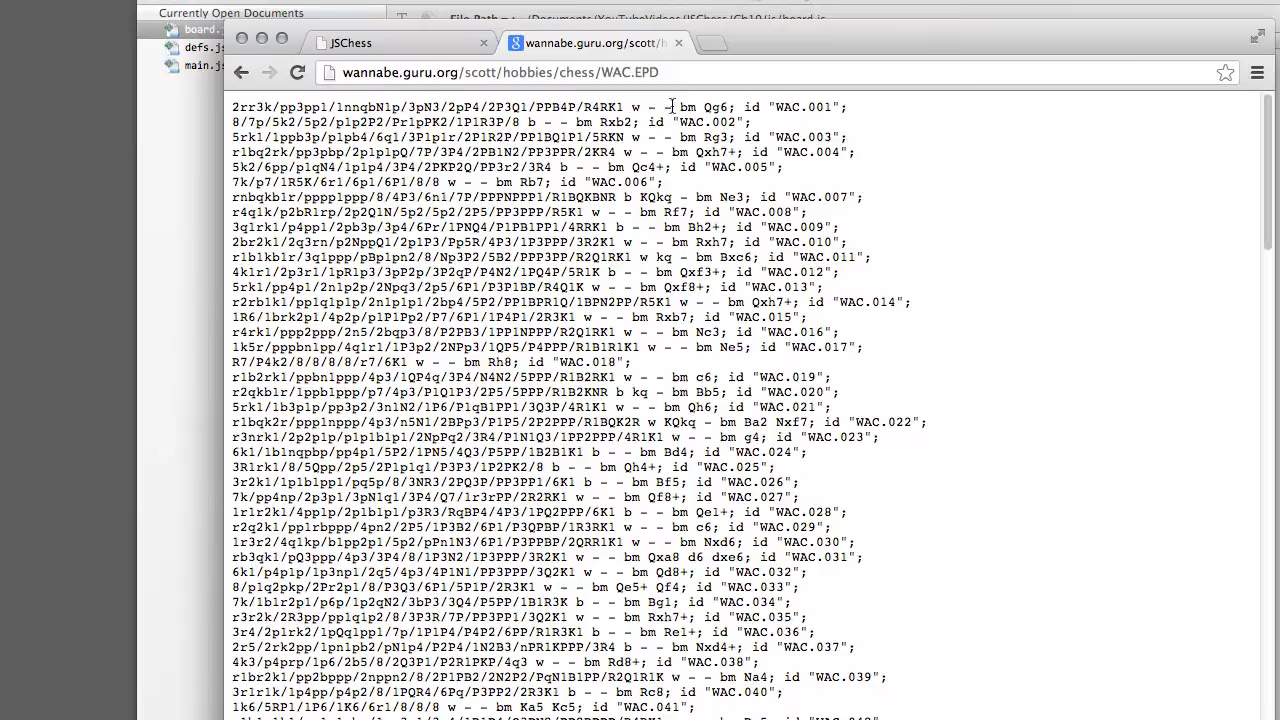 Currently Open Documents
File Path : ~/Documents/YouTubeVideos/JSChess/Ch10/js/board.js
board.
defs.js
main.js
JSChess
wannabe.guru.org/scott/h
wannabe.guru.org/scott/hobbies/chess/WAC.EPD
2rr3k/pp3pp1/1nnqbN1p/3pN3/2pP4/2P3Q1/PPB4P/R4RK1 w - - bm Qg6; id "WAC.001";
8/7p/5k2/5p2/p1p2P2/Pr1pPK2/1P1R3P/8 b - - bm Rxb2; id "WAC.002";
5rk1/1ppb3p/p1pb4/6q1/3P1p1r/2P1R2P/PP1BQ1P1/5RKN w - - bm Rg3; id "WAC.003";
r1bq2rk/pp3pbp/2p1p1pQ/7P/3P4/2PB1N2/PP3PPR/2KR4 w - - bm Qxh7+; id "WAC.004";
5k2/6pp/p1qN4/1p1p4/3P4/2PKP2Q/PP3r2/3R4 b - - bm Qc4+; id "WAC.005";
7k/p7/1R5K/6r1/6p1/6P1/8/8 w - - bm Rb7; id "WAC.006";
rnbqkb1r/pppp1ppp/8/4P3/6n1/7P/PPPNPPP1/R1BQKBNR b KQkq - bm Ne3; id "WAC.007";
r4q1k/p2bR1rp/2p2Q1N/5p2/5p2/2P5/PP3PPP/R5K1 w - - bm Rf7; id "WAC.008";
3q1rk1/p4pp1/2pb3p/3p4/6Pr/1PNQ4/P1PB1PP1/4RRK1 b - - bm Bh2+; id "WAC.009";
2br2k1/2q3rn/p2NppQ1/2p1P3/Pp5R/4P3/1P3PPP/3R2K1 w - - bm Rxh7; id "WAC.010";
r1b1kb1r/3q1ppp/pBp1pn2/8/Np3P2/5B2/PPP3PP/R2Q1RK1 w kq - bm Bxc6; id "WAC.011";
4k1r1/2p3r1/1pR1p3/3pP2p/3P2qP/P4N2/1PQ4P/5R1K b - - bm Qxf3+; id "WAC.012";
5rk1/pp4p1/2n1p2p/2Npq3/2p5/6P1/P3P1BP/R4Q1K w - - bm Qxf8+; id "WAC.013";
r2rb1k1/pp1q1p1p/2n1p1p1/2bp4/5P2/PP1BPR1Q/1BPN2PP/R5K1 w - - bm Qxh7+; id "WAC.014";
1R6/1brk2p1/4p2p/p1P1Pp2/P7/6P1/1P4P1/2R3K1 w - - bm Rxb7; id "WAC.015";
r4rk1/ppp2ppp/2n5/2bqp3/8/P2PB3/1PP1NPPP/R2Q1RK1 w - - bm Nc3; id "WAC.016";
1k5r/pppbn1pp/4q1r1/1P3p2/2NPp3/1QP5/P4PPP/R1B1R1K1 w - - bm Ne5; id "WAC.017";
R7/P4k2/8/8/8/8/r7/6K1 w - - bm Rh8; id "WAC.018";
r1b2rk1/ppbn1ppp/4p3/1QP4q/3P4/N4N2/5PPP/R1B2RK1 w - - bm c6; id "WAC.019";
r2qkb1r/1ppb1ppp/p7/4p3/P1Q1P3/2P5/5PPP/R1B2KNR b kq - bm Bb5; id "WAC.020";
5rk1/1b3p1p/pp3p2/3n1N2/1P6/P1qB1PP1/3Q3P/4R1K1 w - - bm Qh6; id "WAC.021";
r1bqk2r/ppp1nppp/4p3/n5N1/2BPp3/P1P5/2P2PPP/R1BQK2R w KQkq - bm Ba2 Nxf7; id "WAC.022";
r3nrk1/2p2p1p/p1p1b1p1/2NpPq2/3R4/P1N1Q3/1PP2PPP/4R1K1 w - - bm g4; id "WAC.023";
6k1/1b1nqpbp/pp4p1/5P2/1PN5/4Q3/P5PP/1B2B1K1 b - - bm Bd4; id "WAC.024";
3R1rk1/8/5Qpp/2p5/2P1p1q1/P3P3/1P2PK2/8 b - - bm Qh4+; id "WAC.025";
3r2k1/1p1b1pp1/pq5p/8/3NR3/2PQ3P/PP3PP1/6K1 b - - bm Bf5; id "WAC.026";
7k/pp4np/2p3p1/3pN1q1/3P4/Q7/1r3rPP/2R2RK1 w - - bm Qf8+; id "WAC.027";
1r1r2k1/4pp1p/2p1b1p1/p3R3/RqBP4/4P3/1PQ2PPP/6K1 b - - bm Qe1+; id "WAC.028";
r2q2k1/pp1rbppp/4pn2/2P5/1P3B2/6P1/P3QPBP/1R3RK1 w - - bm c6; id "WAC.029";
1r3r2/4q1kp/b1pp2p1/5p2/pPn1N3/6P1/P3PPBP/2QRR1K1 w - - bm Nxd6; id "WAC.030";
rb3qk1/pQ3ppp/4p3/3P4/8/1P3N2/1P3PPP/3R2K1 w - - bm Qxa8 d6 dxe6; id "WAC.031";
6k1/p4p1p/1p3np1/2q5/4p3/4P1N1/PP3PPP/3Q2K1 w - - bm Qd8+; id "WAC.032";
8/p1q2pkp/2Pr2p1/8/P3Q3/6P1/5P1P/2R3K1 w - - bm Qe5+ Qf4; id "WAC.033";
7k/1b1r2p1/p6p/1p2qN2/3bP3/3Q4/P5PP/1B1R3K b - - bm Bg1; id "WAC.034";
r3r2k/2R3pp/pp1q1p2/8/3P3R/7P/PP3PP1/3Q2K1 w - - bm Rxh7+; id "WAC.035";
3r4/2p1rk2/1pQq1pp1/7p/1P1P4/P4P2/6PP/R1R3K1 b - - bm Re1+; id "WAC.036";
2r5/2rk2pp/1pn1pb2/pN1p4/P2P4/1N2B3/nPR1KPPP/3R4 b - - bm Nxd4+; id "WAC.037";
4k3/p4prp/1p6/2b5/8/2Q3P1/P2R1PKP/4q3 w - - bm Rd8+; id "WAC.038";
r1br2k1/pp2bppp/2nppn2/8/2P1PB2/2N2P2/PqN1B1PP/R2Q1R1K w - - bm Na4; id "WAC.039";
3r1r1k/1p4pp/p4p2/8/1PQR4/6Pq/P3PP2/2R3K1 b - - bm Rc8; id "WAC.040";
1k6/5RP1/1P6/1K6/6r1/8/8/8 w - - bm Ka5 Kc5; id "WAC.041";